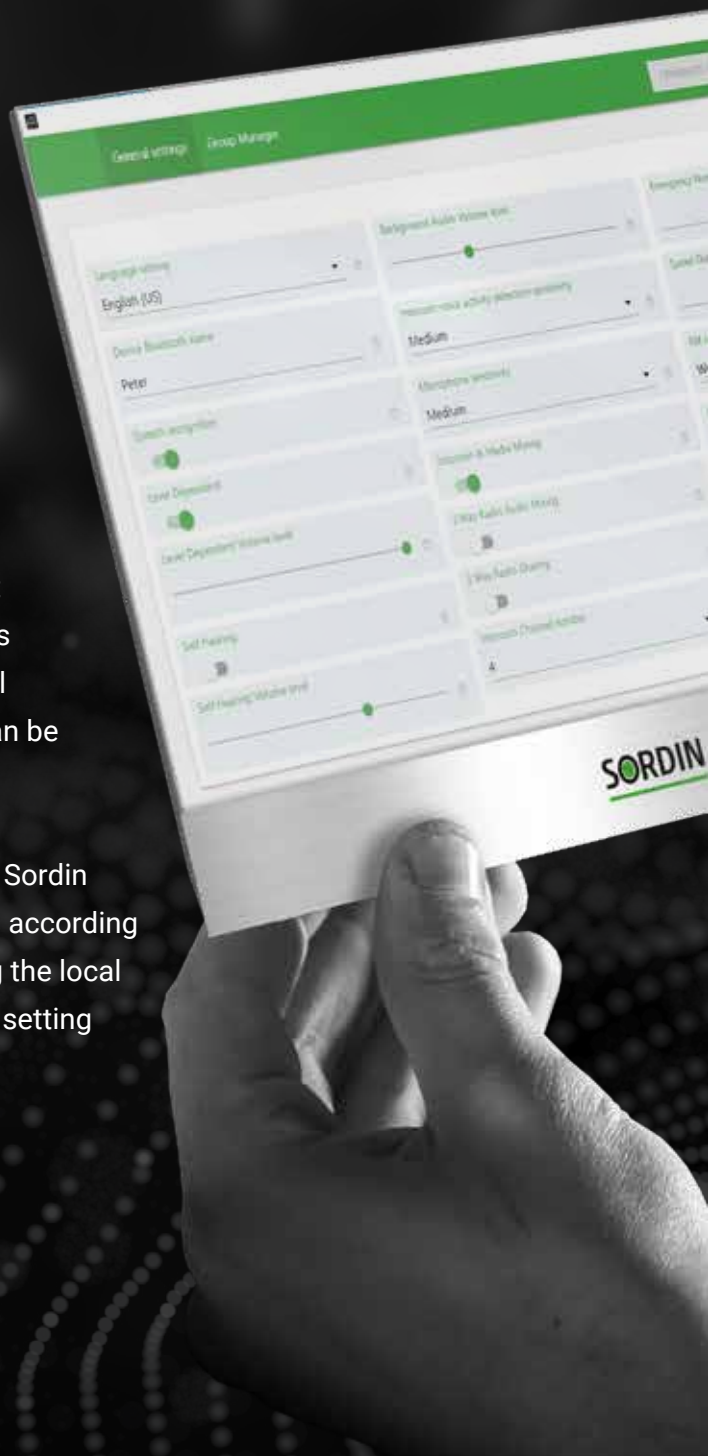 General settings
Group Manager
Language setting
English (US)
Device Bluetooth name
Peter
Speech recognition
Level Dependent
Level Dependent Volume level
Self Hearing
Self Hearing Volume level
Background Audio Volume level
Intercom voice activity detection sensitivity
Medium
Microphone sensitivity
Medium
Intercom & Media Mixing
2 Way Radio Audio Mixing
2 Way Radio Sharing
Intercom Channel number
4
Emergency
SORDIN
s
l
an be
Sordin
according
g the local
setting